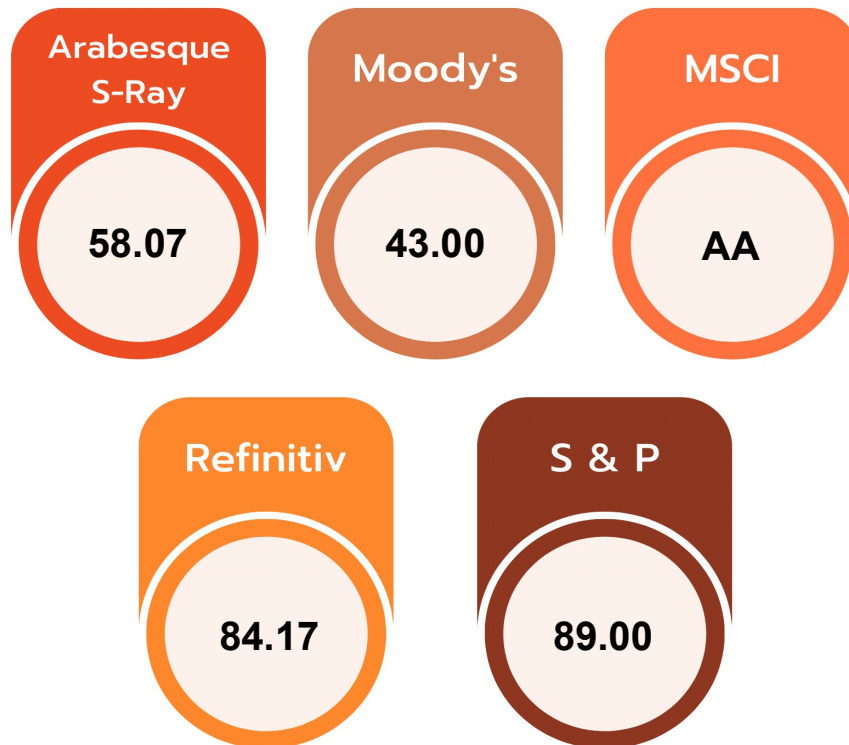 Arabesque
S-Ray
58.07
Moody's
43.00
MSCI
AA
Refinitiv
84.17
S & P
89.00